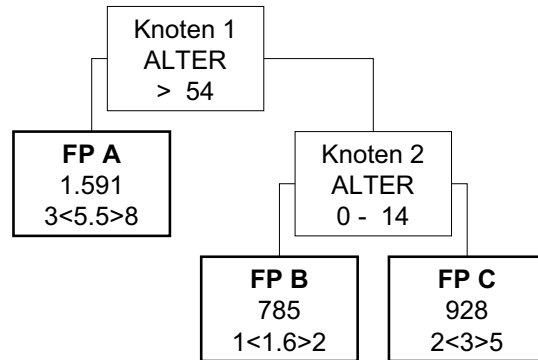 Knoten 1
ALTER
> 54
FP A
1.591
3<5.5>8
Knoten 2
ALTER
0 - 14
FP B
785
1<1.6>2
FP C
928
2<3>5